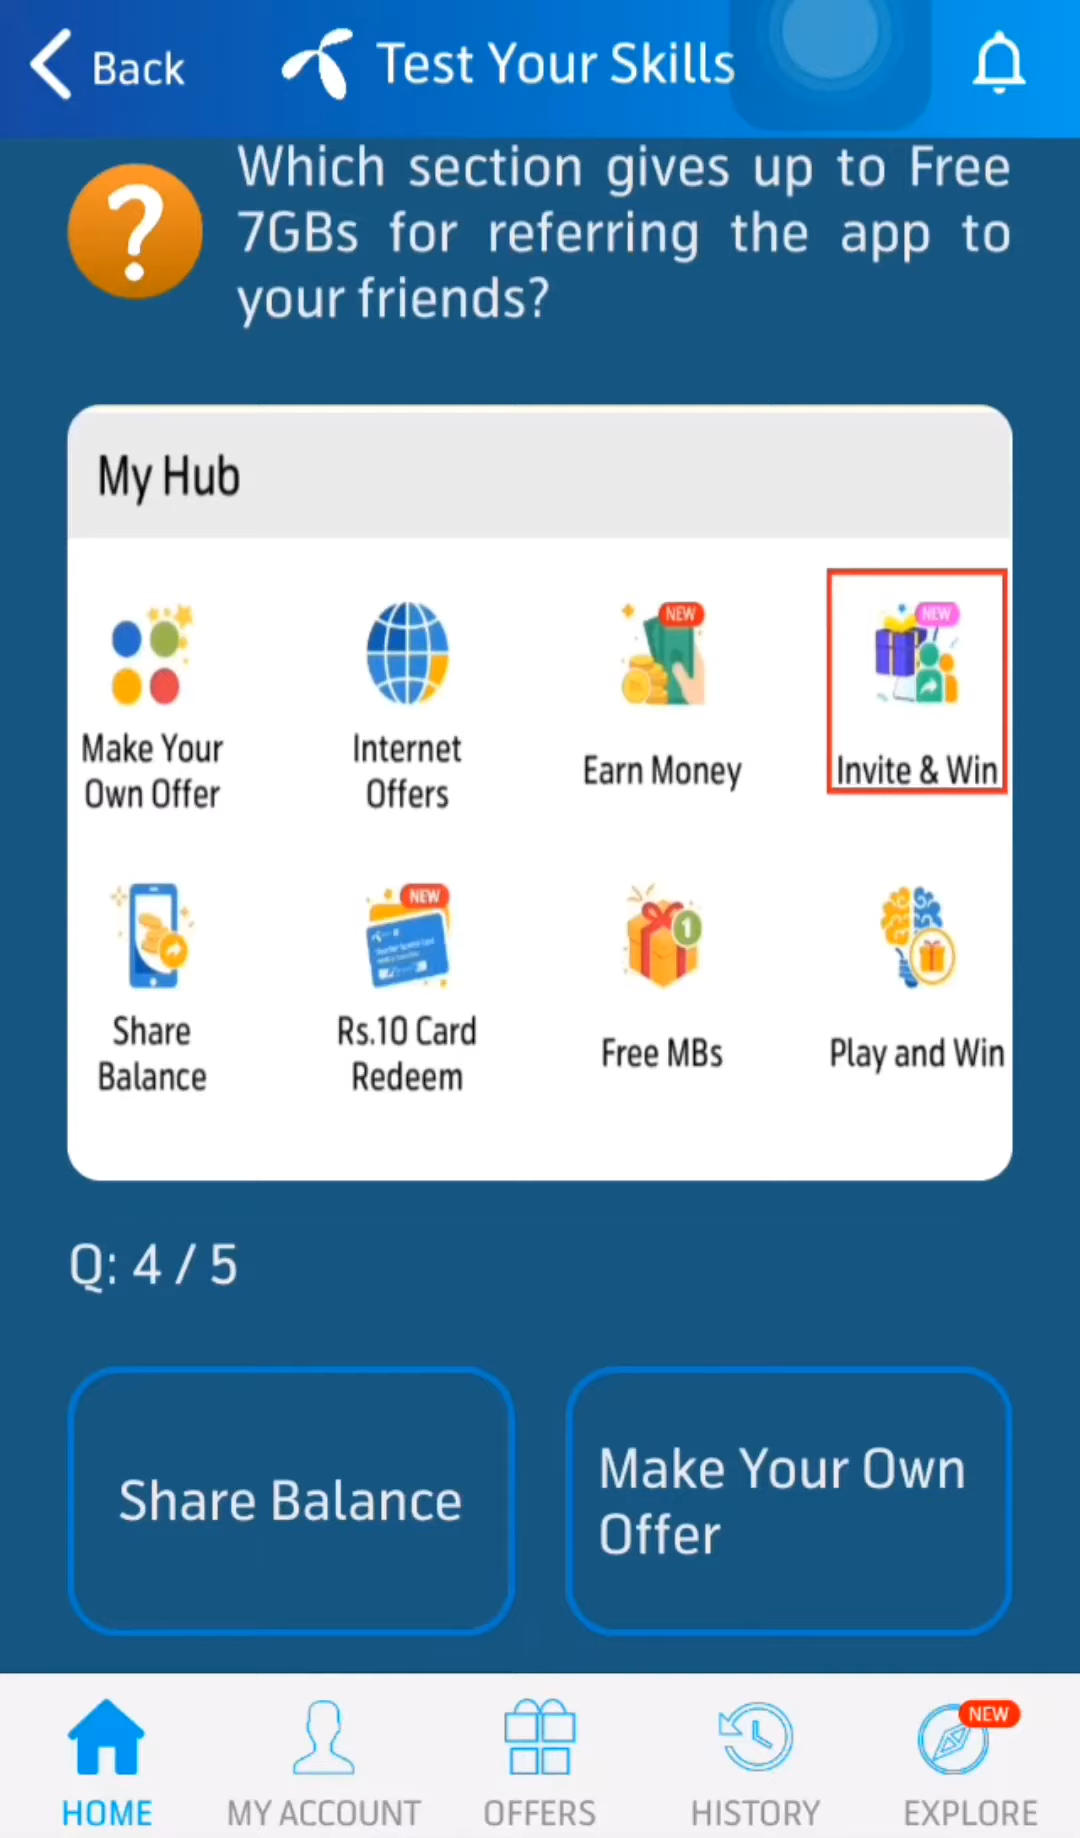 Back
Test Your Skills
?
Which section gives up to Free
7GBs for referring the app to
your friends?
My Hub
NEW
NEW
Make Your
Own Offer
Internet
Offers
Earn Money
Invite & Win
NEW
1
Share
Balance
Rs.10 Card
Redeem
Free MBs
Play and Win
Q: 4 / 5
Share Balance
Make Your Own
Offer
NEW
HOME
MY ACCOUNT
OFFERS
HISTORY
EXPLORE